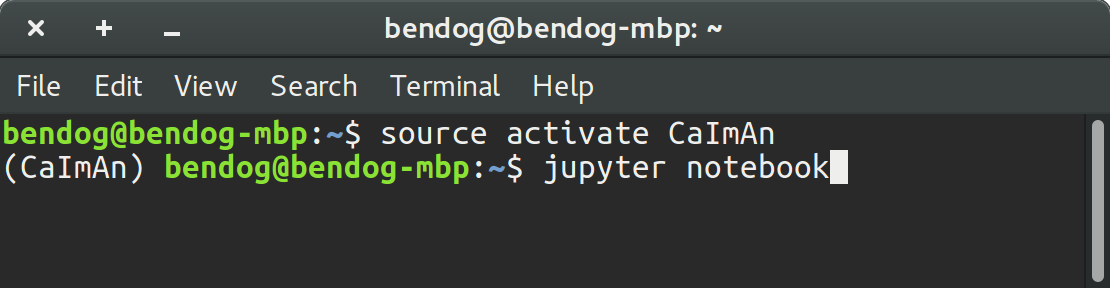 bendog@bendog-mbp: ~
File Edit View Search Terminal Help
bendog@bendog-mbp:~$ source activate CaImAn
(CaImAn) bendog@bendog-mbp:~$ jupyter notebook